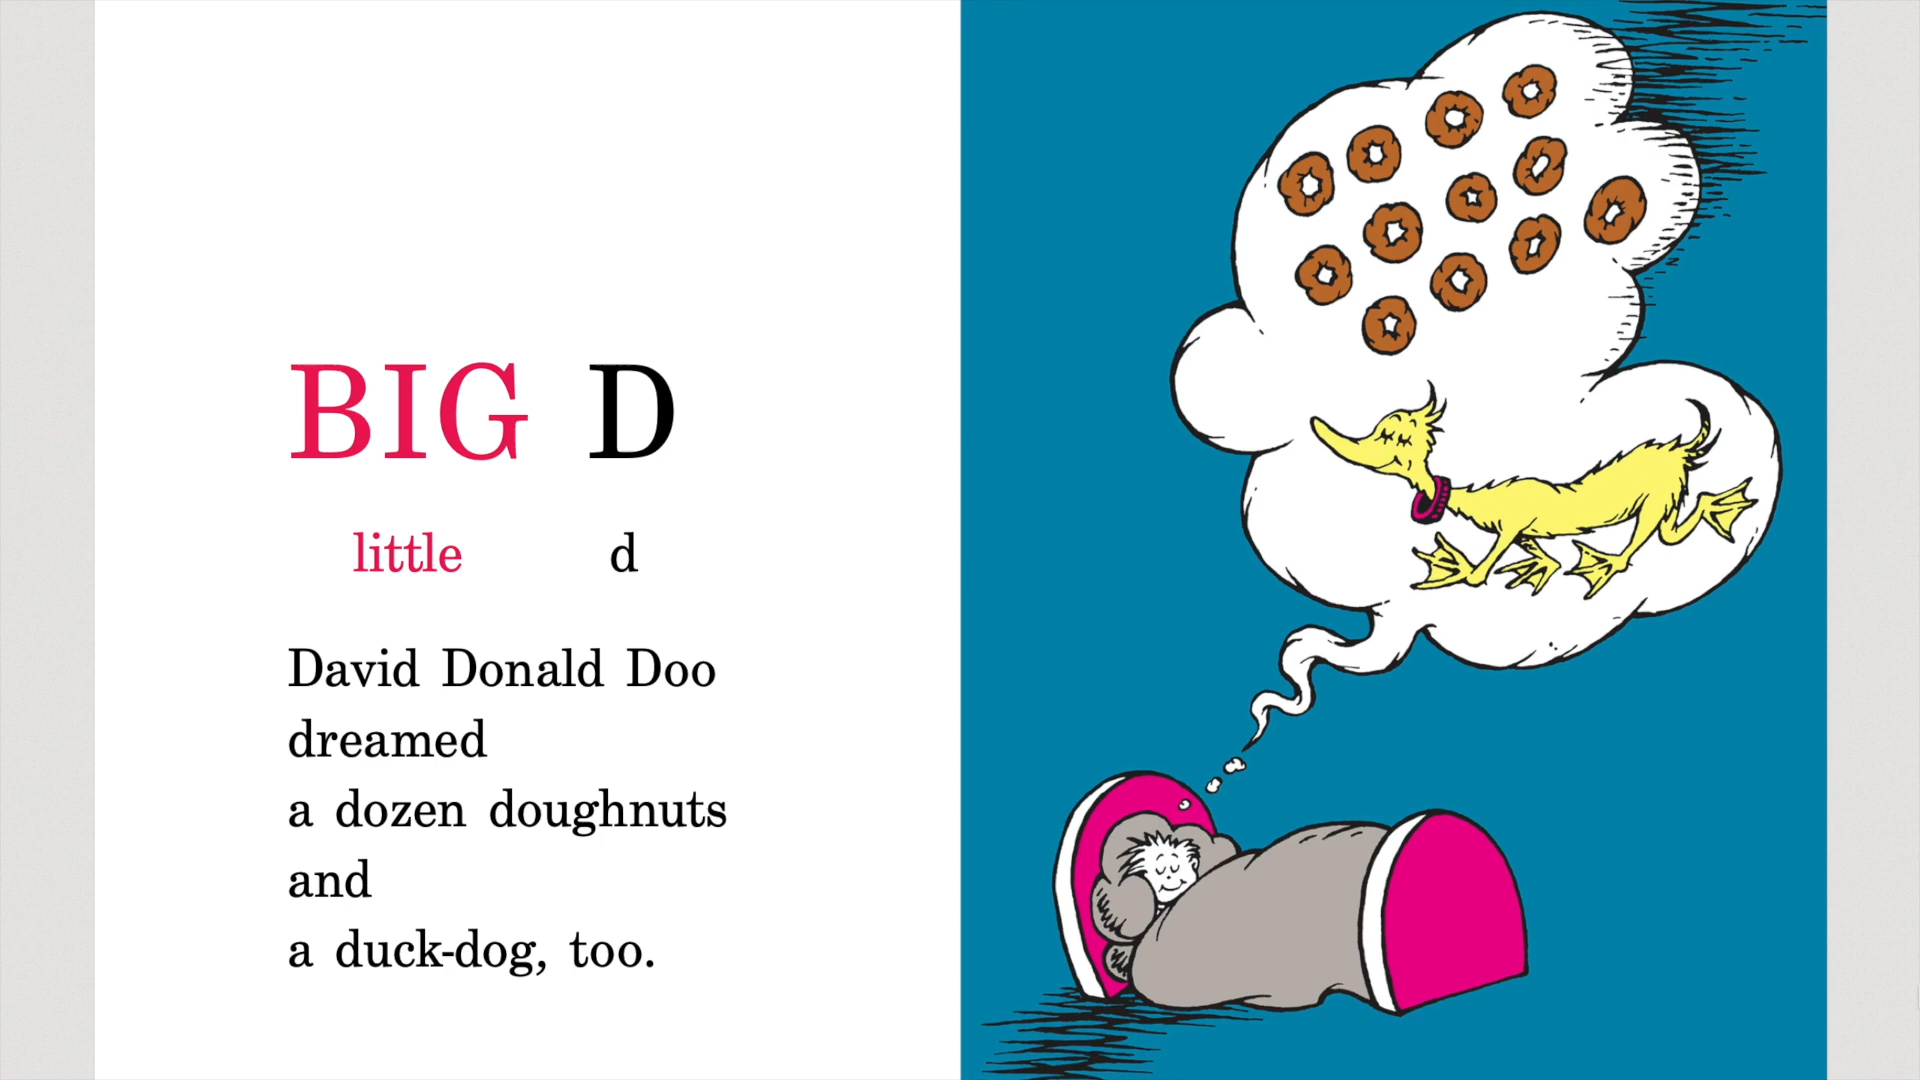 BIG D
little d
David Donald Doo
dreamed
a dozen doughnuts
and
a duck-dog, too.